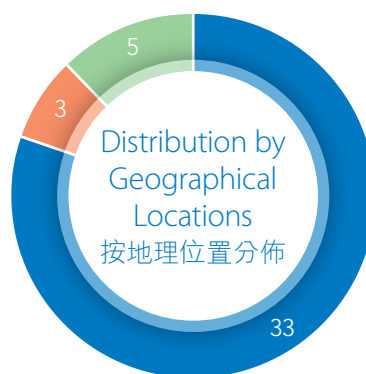 5
3
Distribution by
Geographical
Locations
按地理位置分佈
33